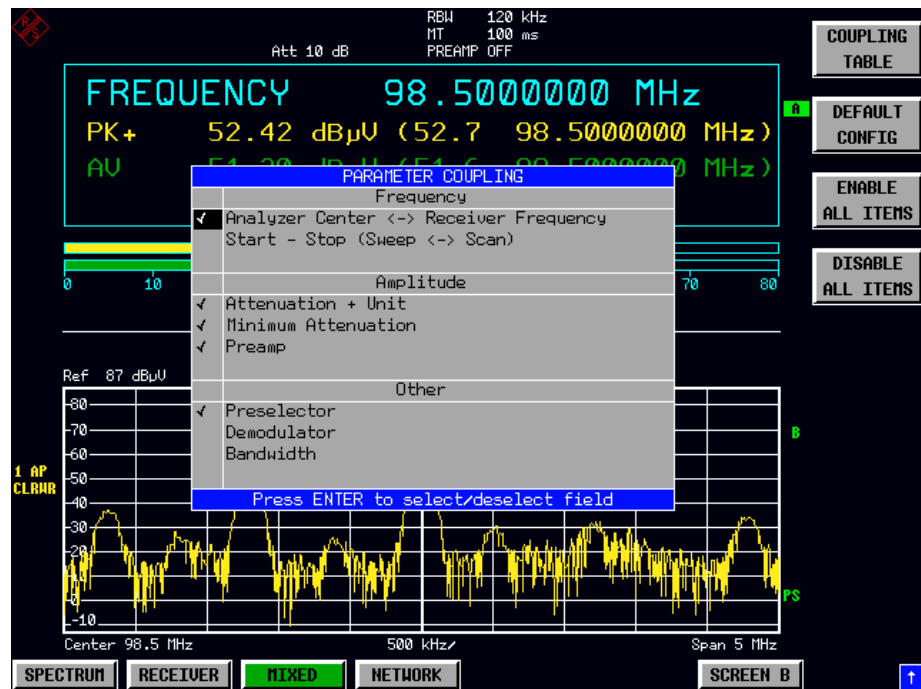 R S
RBW 120 kHz
MT 100 ms
Att 10 dB PREAMP OFF
FREQUENCY 98.5000000 MHz
PK+ 52.42 dBµV (52.7 98.5000000 MHz)
AV MHz)
A
PARAMETER COUPLING
Frequency
✓ Analyzer Center <-> Receiver Frequency
Start - Stop (Sweep <-> Scan)
Amplitude
✓ Attenuation + Unit
✓ Minimum Attenuation
✓ Preamp
Other
✓ Preselector
Demodulator
Bandwidth
Press ENTER to select/deselect field
0 10 70 80
Ref 87 dBµV
80
70
60
50
40
30
20
10
0
-10
1 AP
CLRWR
B
PS
Center 98.5 MHz 500 kHz/ Span 5 MHz
COUPLING
TABLE
DEFAULT
CONFIG
ENABLE
ALL ITEMS
DISABLE
ALL ITEMS
SPECTRUM RECEIVER MIXED NETWORK SCREEN B ↑